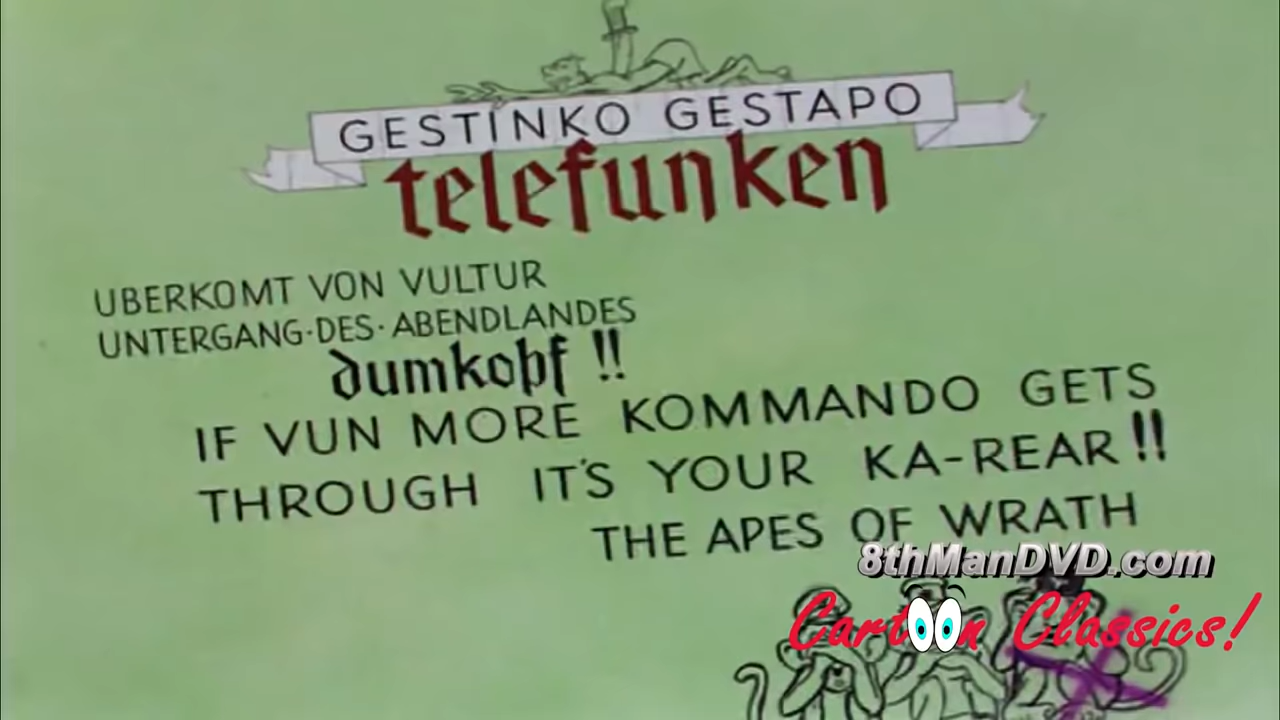 GESTINKO GESTAPO
telefunken
UBERKOMT VON VULTUR
UNTERGANG·DES·ABENDLANDES
dumkopf !!
IF VUN MORE KOMMANDO GETS
THROUGH IT'S YOUR KA-REAR!!
THE APES OF WRATH
8thManDVD.com
Cartoon Classics!